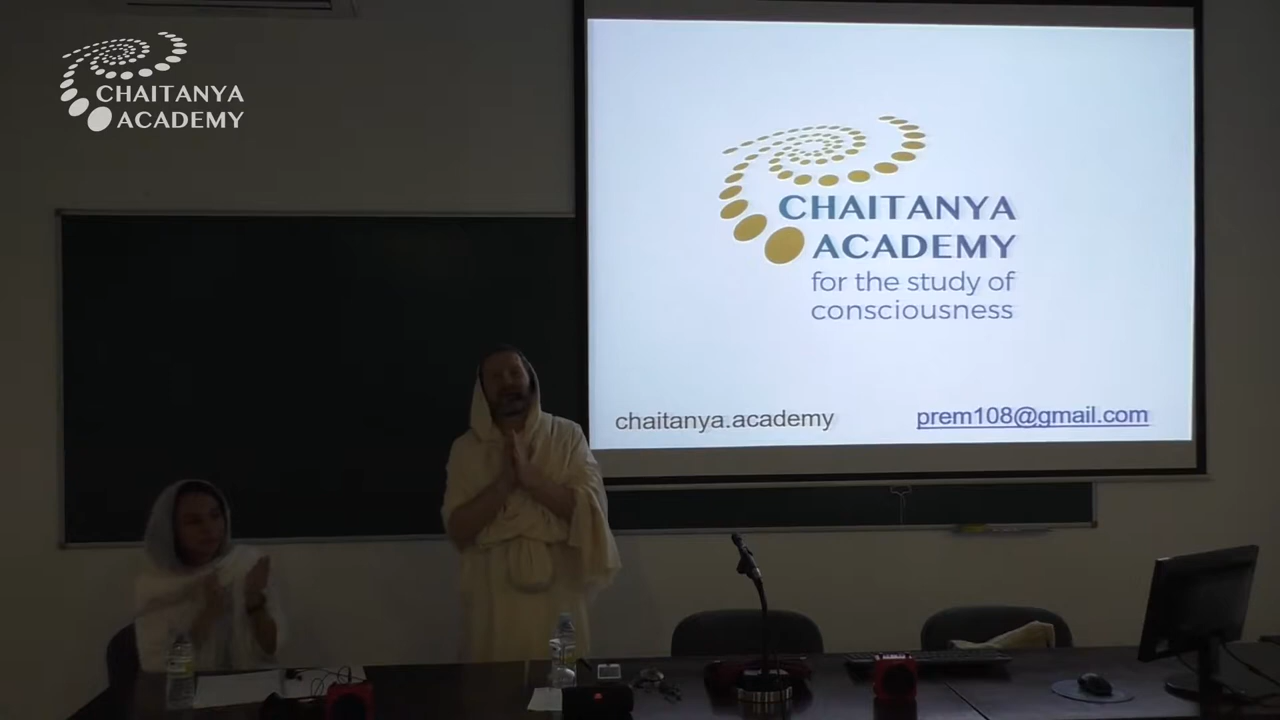 CHAITANYA
ACADEMY
CHAITANYA
ACADEMY
for the study of
consciousness
chaitanya.academy
prem108@gmail.com